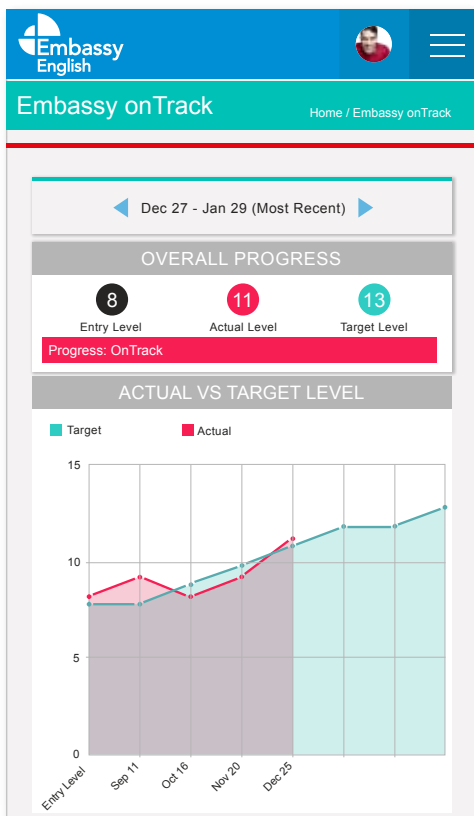 Embassy
English
Embassy onTrack
Home / Embassy onTrack
Dec 27 - Jan 29 (Most Recent)
OVERALL PROGRESS
8
11
13
Entry Level
Actual Level
Target Level
Progress: OnTrack
ACTUAL VS TARGET LEVEL
Target
Actual
15
10
5
0
Entry Level
Sep 11
Oct 16
Nov 20
Dec 25